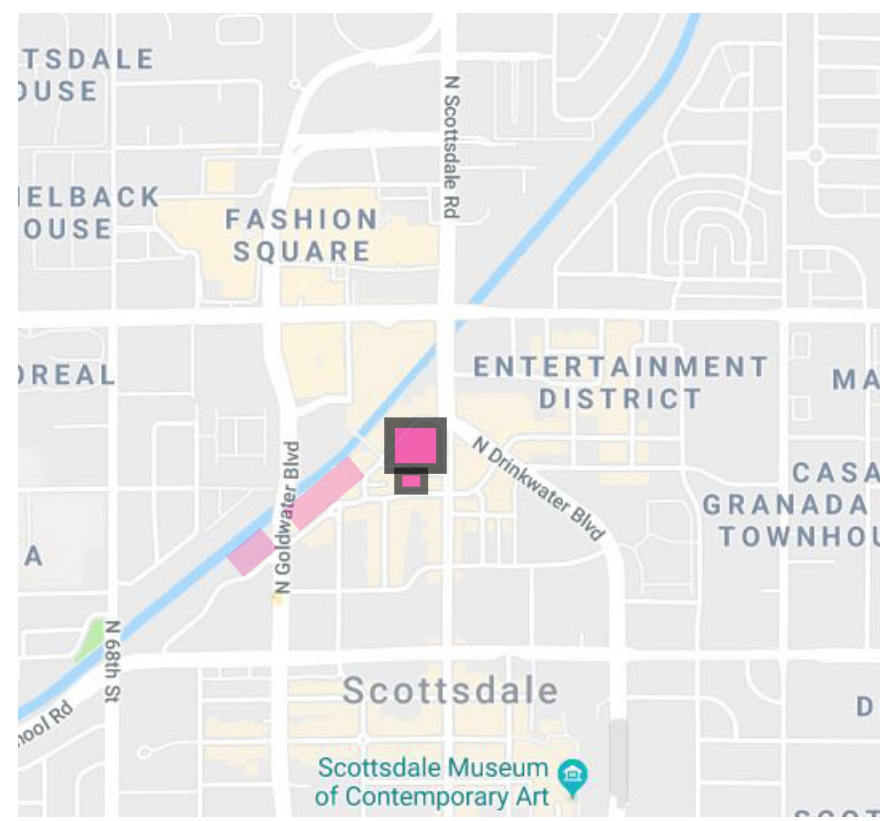 TSDALE
OUSE
N Scottsdale Rd
ELBACK
OUSE
FASHION
SQUARE
OREAL
ENTERTAINMENT
DISTRICT
MA
N Drinkwater Blvd
N Goldwater Blvd
CASA
GRANADA
TOWNHOU
A
N 68th St
hool Rd
Scottsdale
D
Scottsdale Museum
of Contemporary Art
SCOT